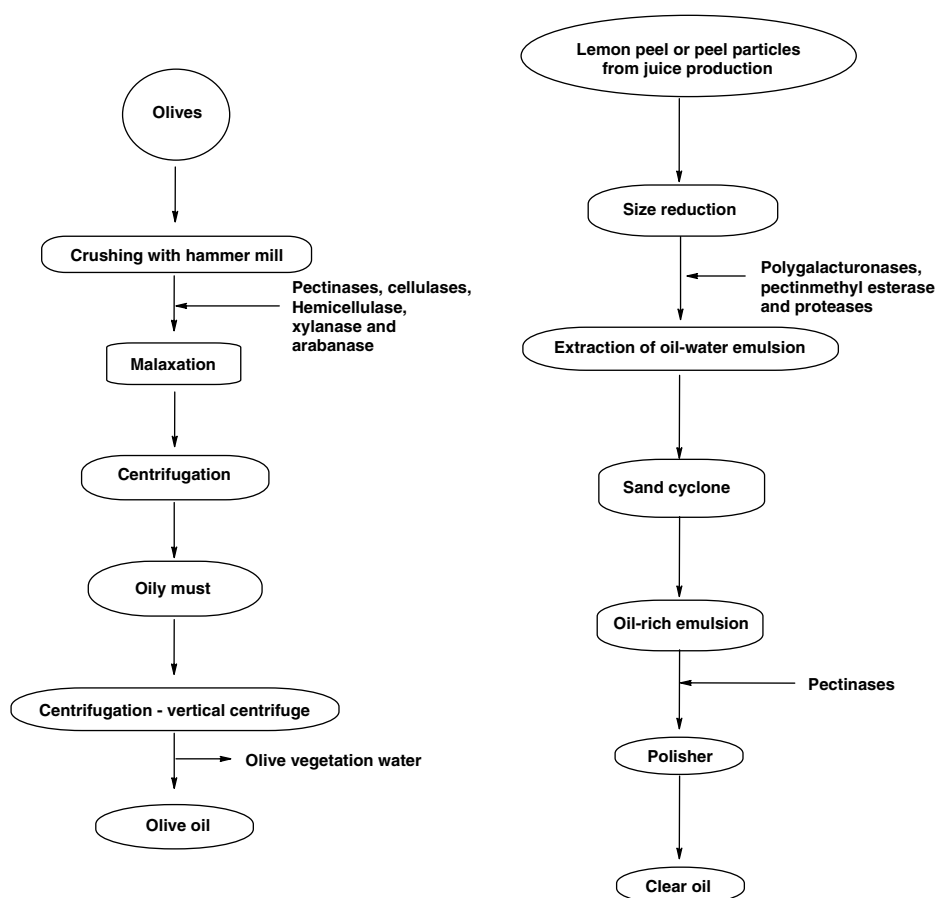 Olives
Crushing with hammer mill
Pectinases, cellulases,
Hemicellulase,
xylanase and
arabanase
Malaxation
Centrifugation
Oily must
Centrifugation - vertical centrifuge
Olive vegetation water
Olive oil
Lemon peel or peel particles
from juice production
Size reduction
Polygalacturonases,
pectinmethyl esterase
and proteases
Extraction of oil-water emulsion
Sand cyclone
Oil-rich emulsion
Pectinases
Polisher
Clear oil